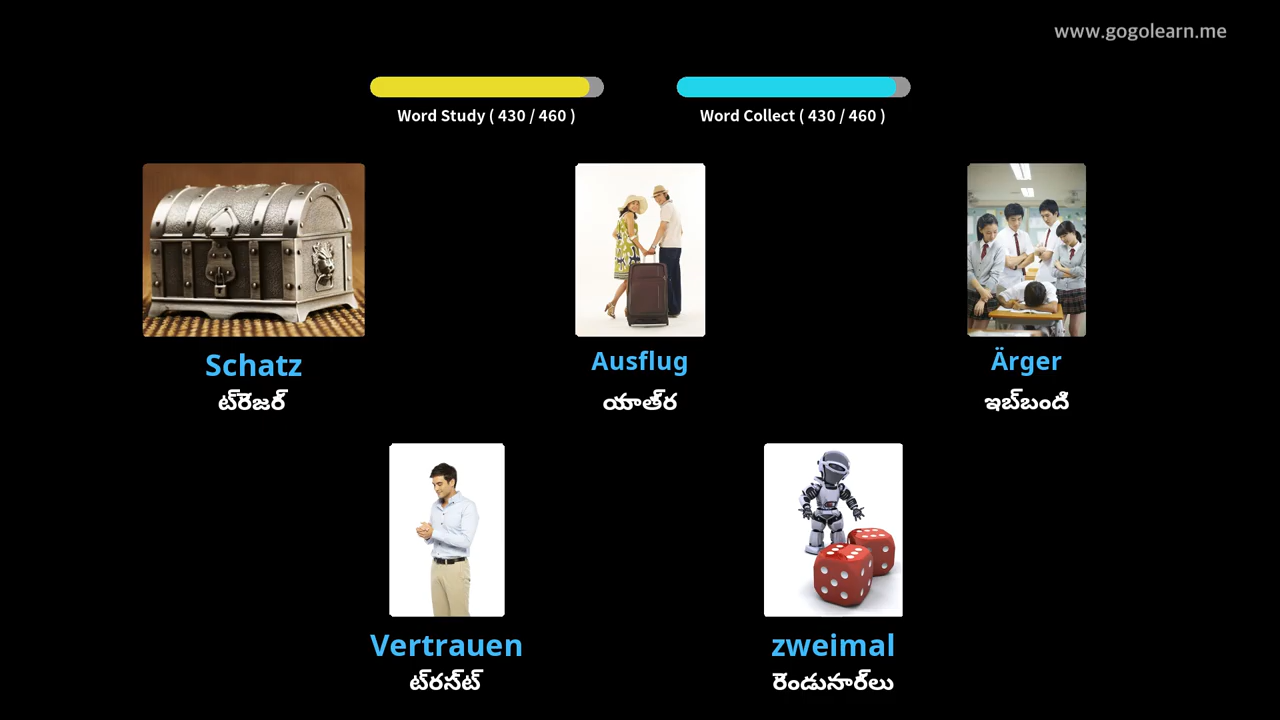 www.gogolearn.me
Word Study ( 430 / 460 )
Word Collect ( 430 / 460 )
Schatz
ట్రెజర్
Ausflug
యాత్ర
Ärger
ఇబ్బంది
Vertrauen
ట్రస్ట్
zweimal
రెండుసార్లు